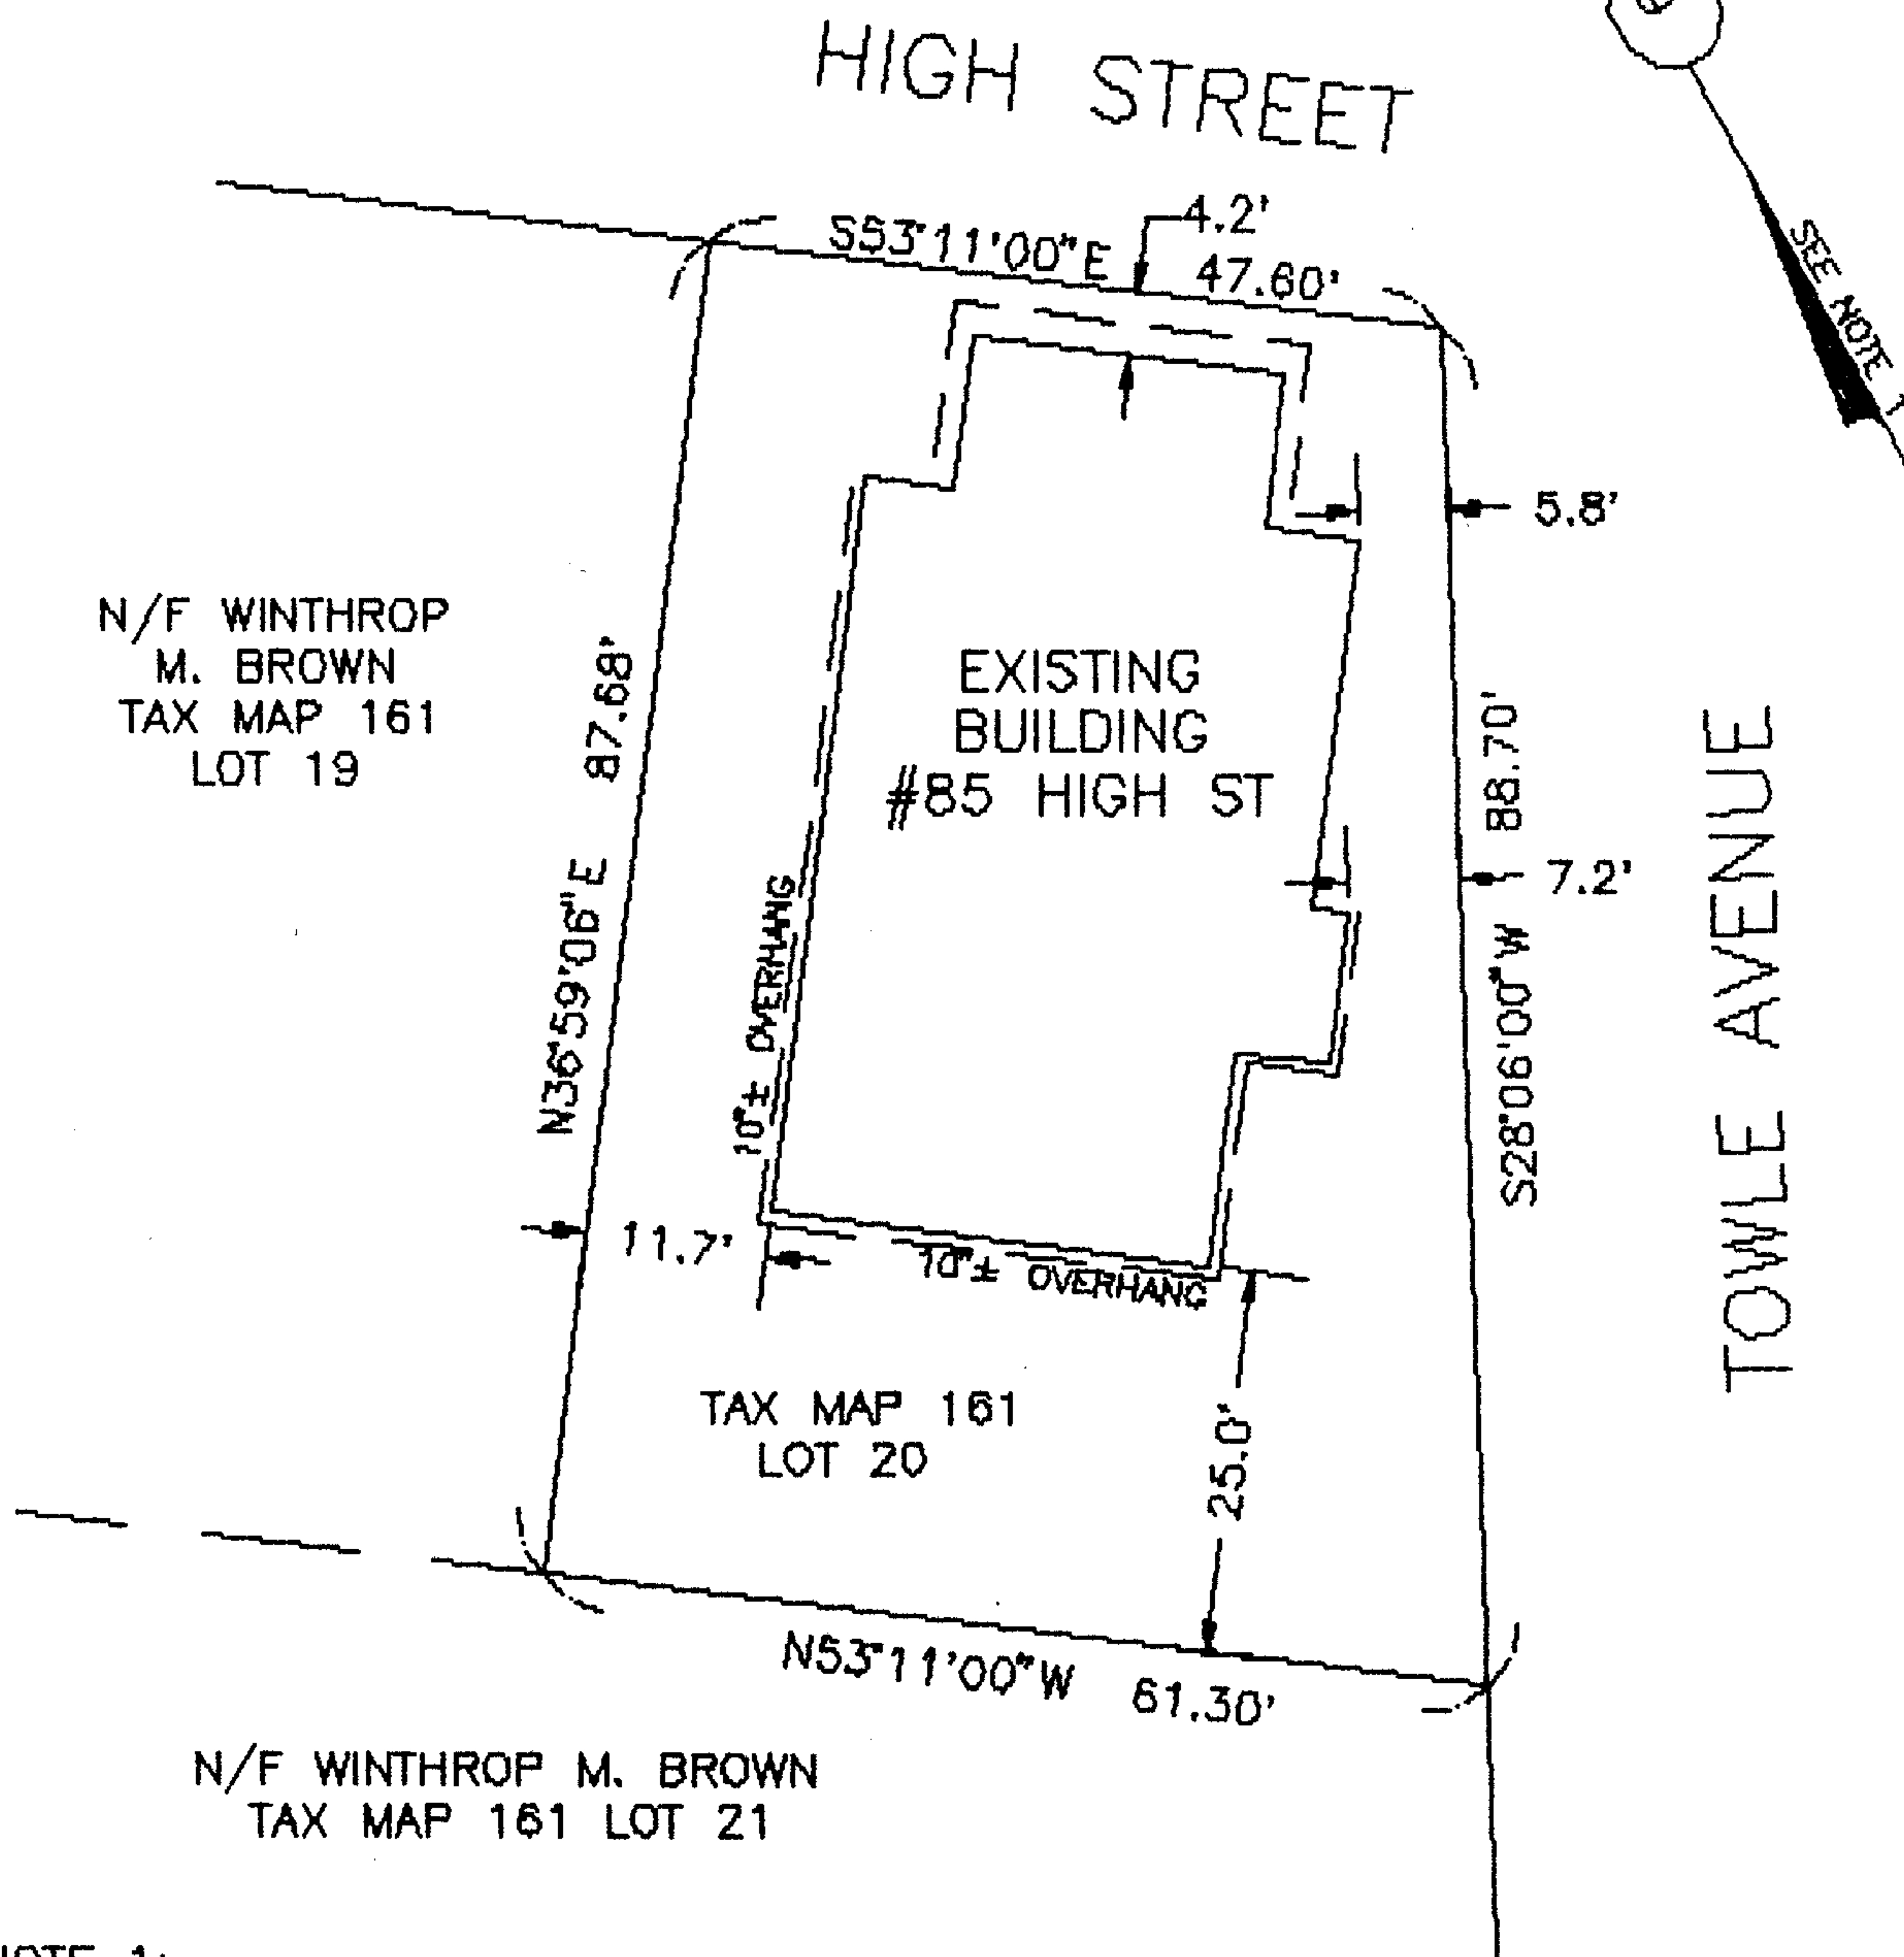 HIGH STREET
4.2'
S53°11'00"E
47.60'
SEE NOTE 1
5.8'
N/F WINTHROP
M. BROWN
TAX MAP 161
LOT 19
87.68'
N36°59'06"E
EXISTING
BUILDING
#85 HIGH ST
88.70'
S28°06'00"W
7.2'
TOWLE AVENUE
10"± OVERHANG
11.7'
10"± OVERHANG
TAX MAP 161
LOT 20
25.0'
N53°11'00"W
61.30'
N/F WINTHROP M. BROWN
TAX MAP 161 LOT 21
NOTE 1: